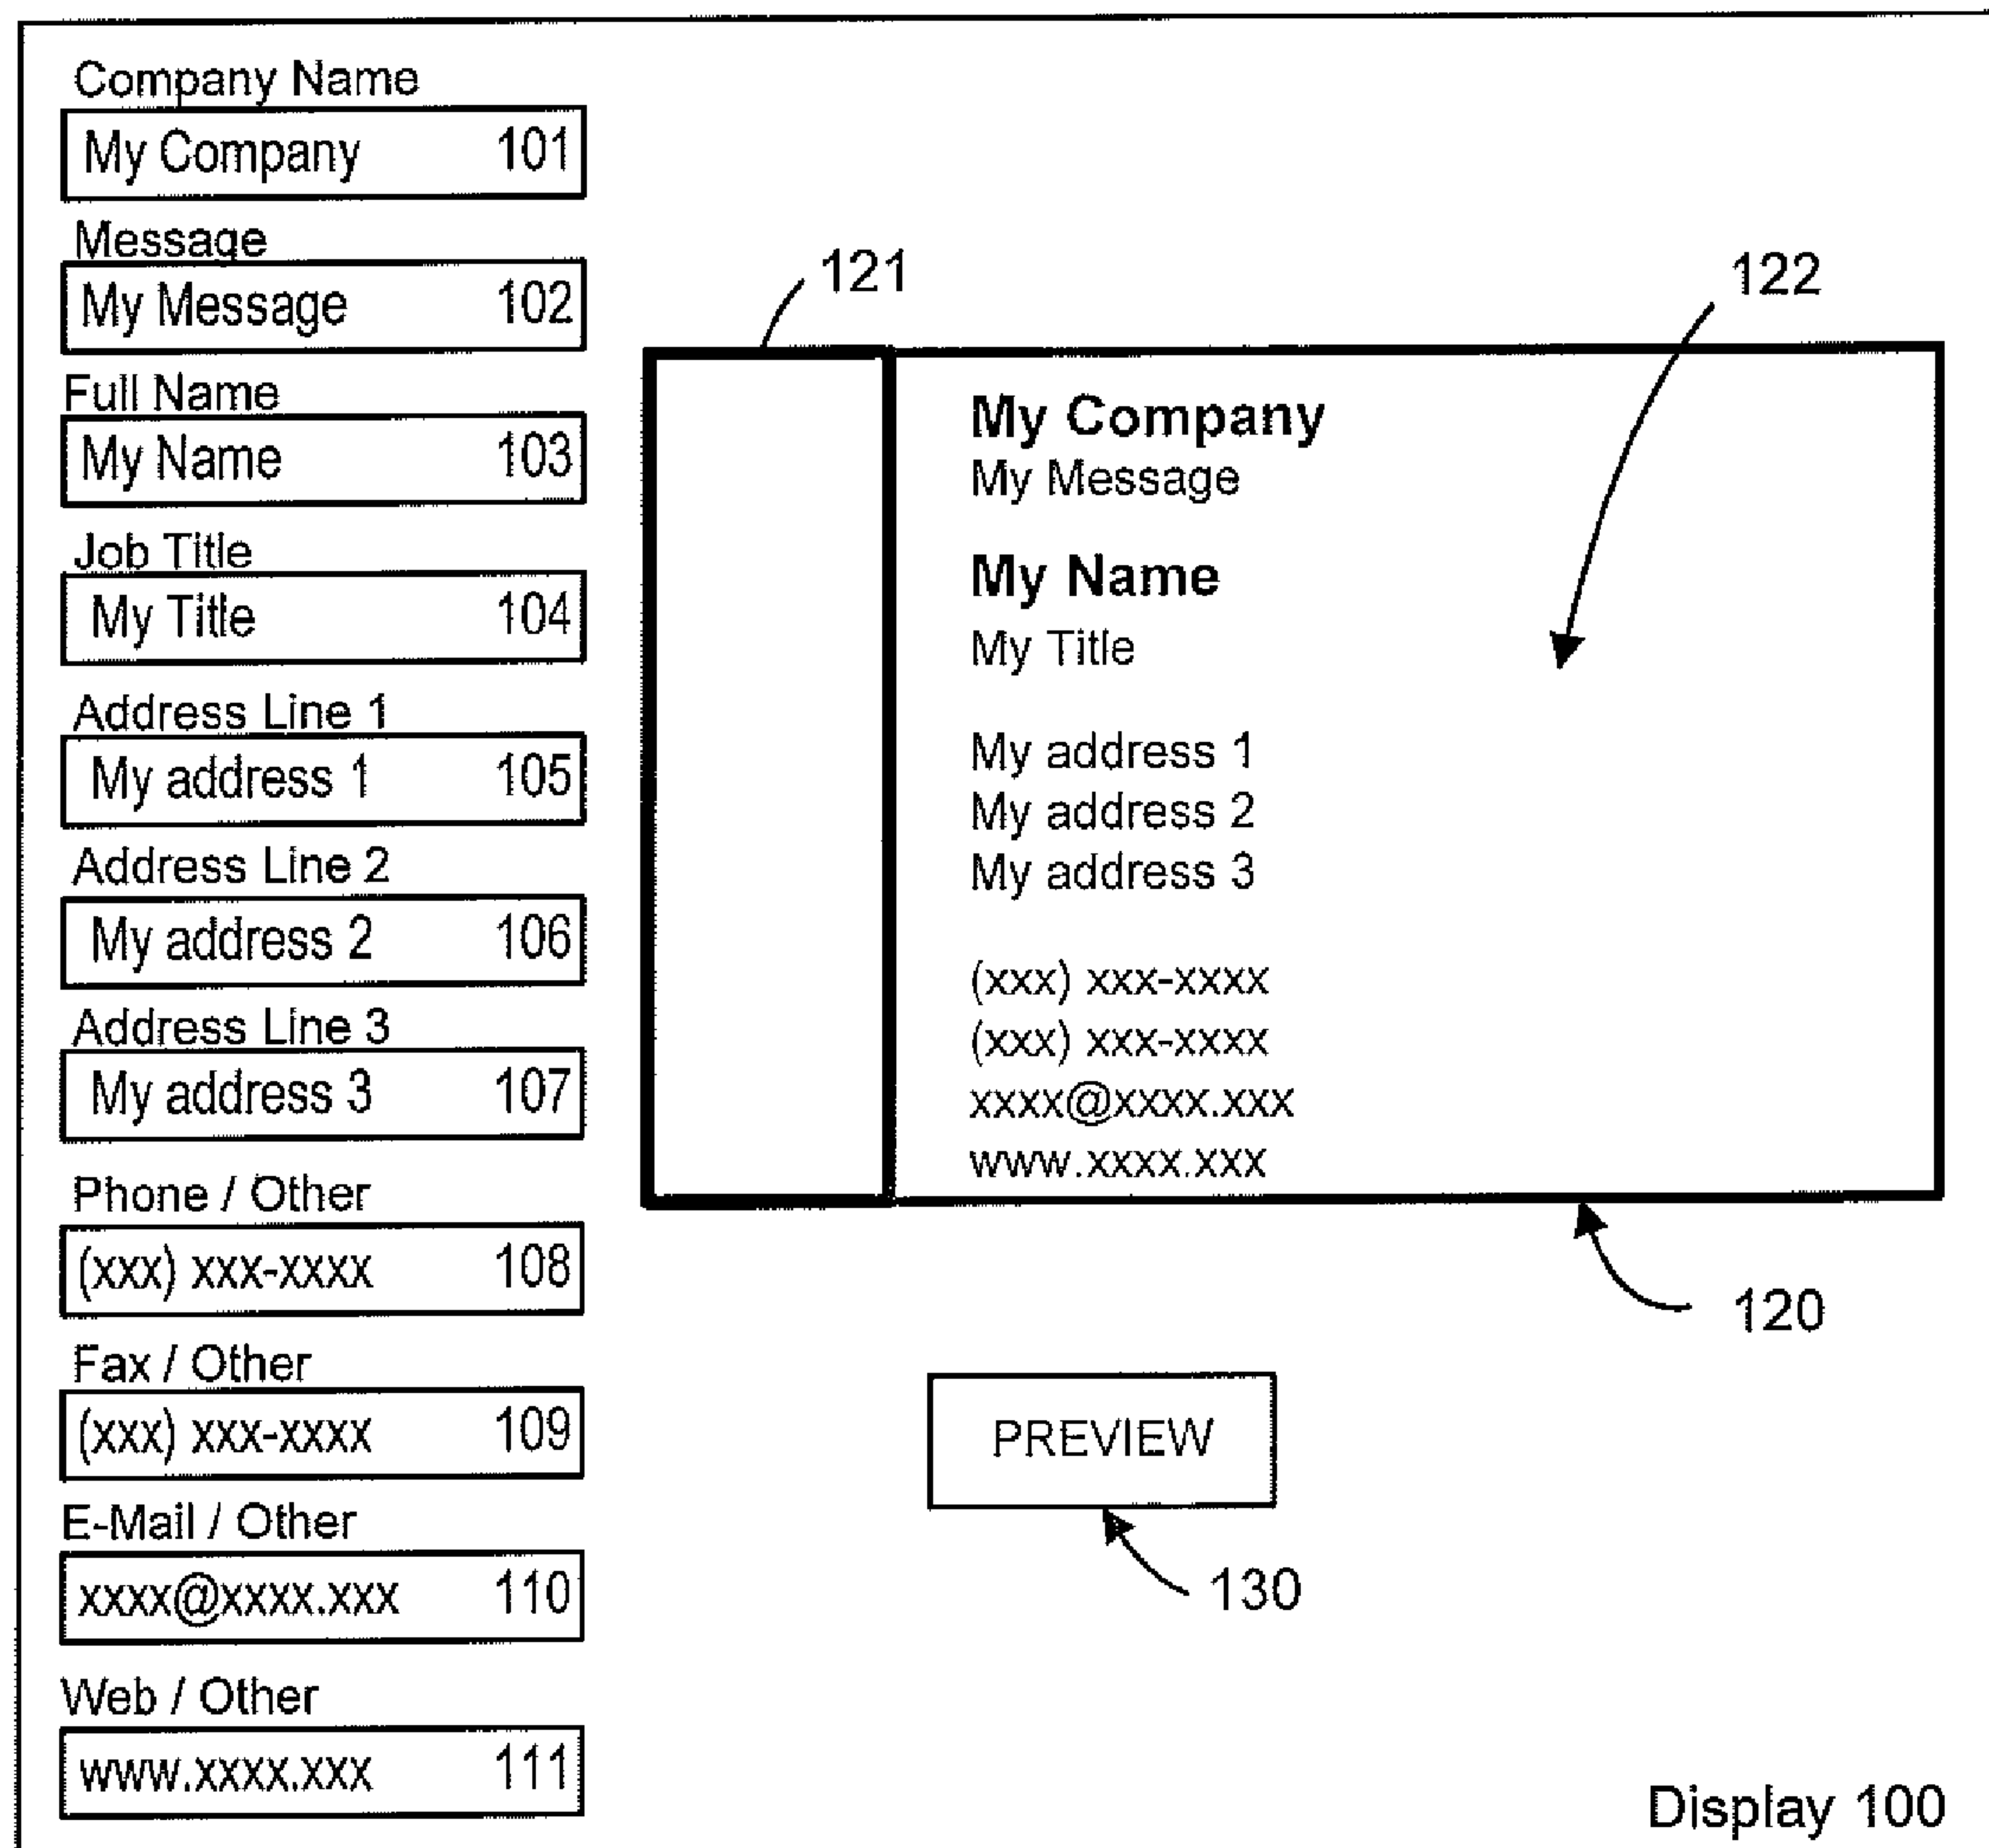 Company Name
My Company 101
Message
My Message 102
Full Name
My Name 103
Job Title
My Title 104
Address Line 1
My address 1 105
Address Line 2
My address 2 106
Address Line 3
My address 3 107
Phone / Other
(xxx) xxx-xxxx 108
Fax / Other
(xxx) xxx-xxxx 109
E-Mail / Other
xxxx@xxxx.xxx 110
Web / Other
www.xxxx.xxx 111
121
122
My Company
My Message
My Name
My Title
My address 1
My address 2
My address 3
(xxx) xxx-xxxx
(xxx) xxx-xxxx
xxxx@xxxx.xxx
www.xxxx.xxx
120
PREVIEW
130
Display 100